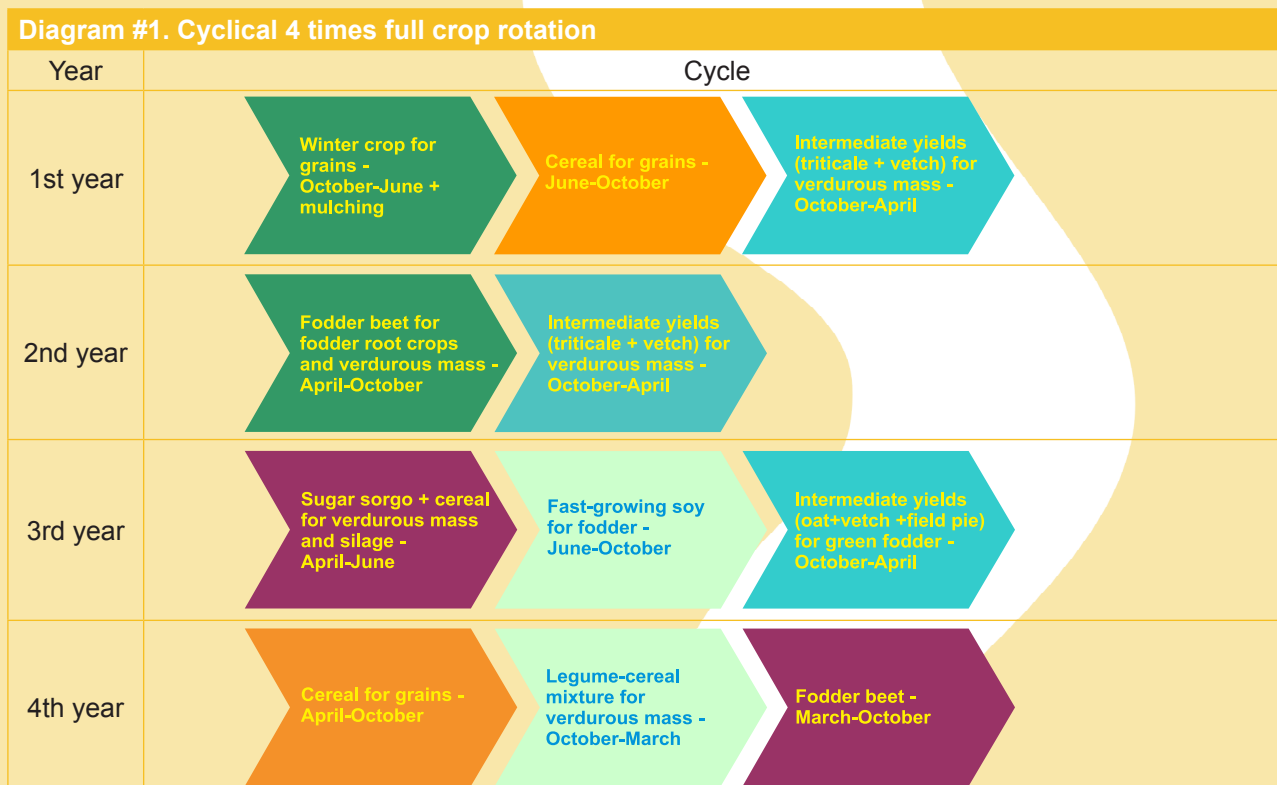 Diagram #1. Cyclical 4 times full crop rotation
Year
Cycle
1st year
Winter crop for
grains -
October-June +
mulching
Cereal for grains -
June-October
Intermediate yields
(triticale + vetch) for
verdurous mass -
October-April
2nd year
Fodder beet for
fodder root crops
and verdurous mass -
April-October
Intermediate yields
(triticale + vetch) for
verdurous mass -
October-April
3rd year
Sugar sorgo + cereal
for verdurous mass
and silage -
April-June
Fast-growing soy
for fodder -
June-October
Intermediate yields
(oat+vetch +field pie)
for green fodder -
October-April
4th year
Cereal for grains -
April-October
Legume-cereal
mixture for
verdurous mass -
October-March
Fodder beet -
March-October